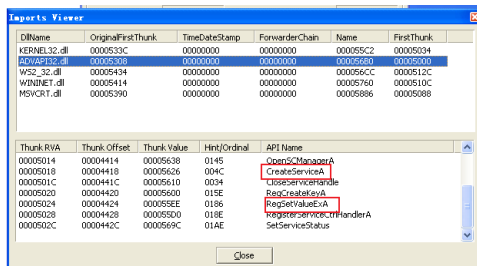 Imports Viewer
DllName OriginalFirstThunk TimeDateStamp ForwarderChain Name FirstThunk
KERNEL32.dll 0000533C 00000000 00000000 000055C2 00005034
ADVAPI32.dll 00005308 00000000 00000000 00005680 00005000
WS2_32.dll 00005434 00000000 00000000 000056CC 0000512C
WININET.dll 00005414 00000000 00000000 00005760 0000510C
MSVCRT.dll 00005390 00000000 00000000 00005886 00005088
Thunk RVA Thunk Offset Thunk Value Hint/Ordinal API Name
00005014 00004414 00005638 0145 OpenSCManagerA
00005018 00004418 00005626 004C CreateServiceA
0000501C 0000441C 00005610 0034 CloseServiceHandle
00005020 00004420 00005600 015E RegCreateKeyA
00005024 00004424 000055EE 0186 RegSetValueExA
00005028 00004428 000055D0 018E RegisterServiceCtrlHandlerA
0000502C 0000442C 0000569C 01AE SetServiceStatus
Close